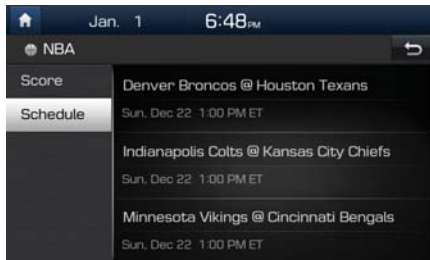 Jan. 1 6:48 PM
NBA
Score
Schedule
Denver Broncos @ Houston Texans
Sun, Dec 22 1:00 PM ET
Indianapolis Colts @ Kansas City Chiefs
Sun, Dec 22 1:00 PM ET
Minnesota Vikings @ Cincinnati Bengals
Sun, Dec 22 1:00 PM ET